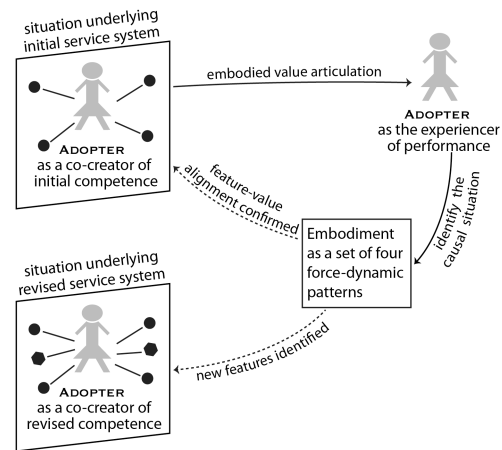 situation underlying
initial service system
ADOPTER
as a co-creator of
initial competence
embodied value articulation
ADOPTER
as the experiencer
of performance
identify the
causal situation
feature-value
alignment confirmed
Embodiment
as a set of four
force-dynamic
patterns
new features identified
situation underlying
revised service system
ADOPTER
as a co-creator of
revised competence